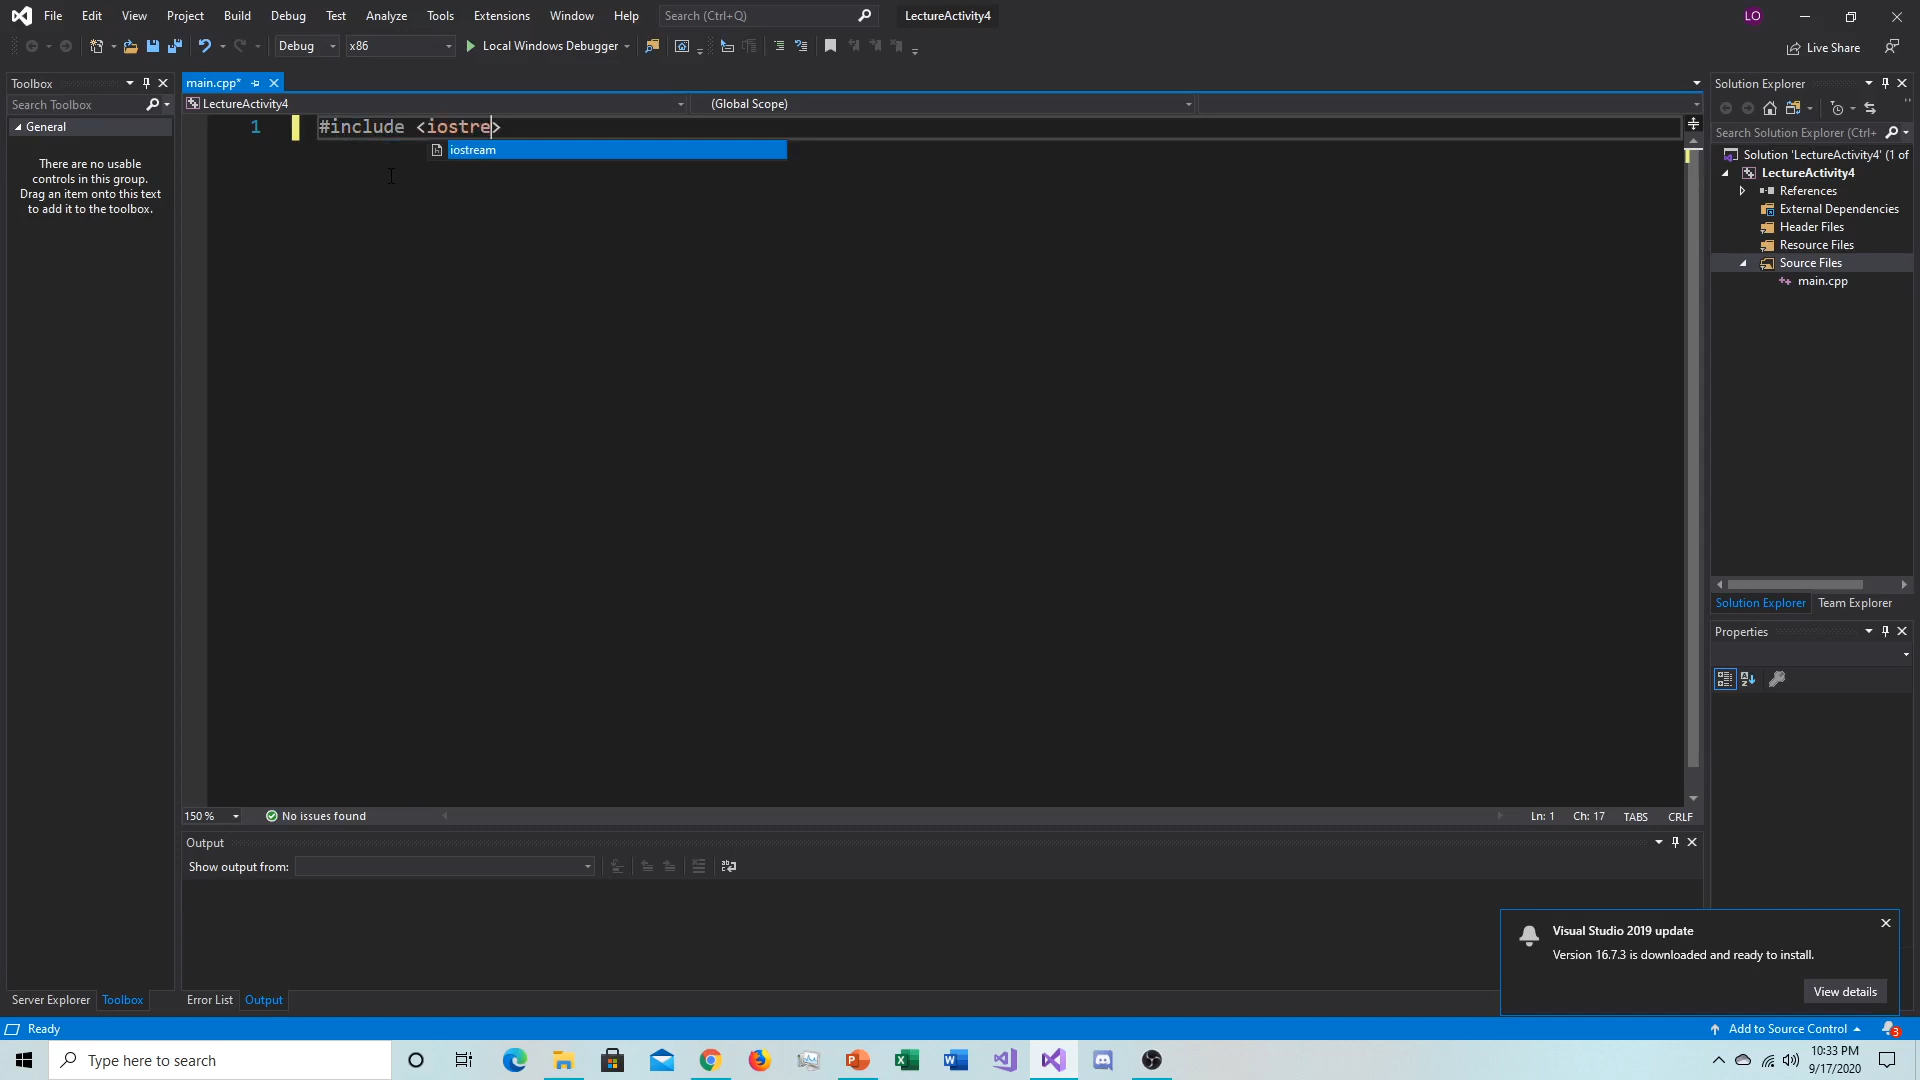 File Edit View Project Build Debug Test Analyze Tools Extensions Window Help Search (Ctrl+Q) LectureActivity4 LO
Debug x86 Local Windows Debugger Live Share
Toolbox
Search Toolbox
General
There are no usable
controls in this group.
Drag an item onto this text
to add it to the toolbox.
main.cpp*
LectureActivity4 (Global Scope)
1 #include <iostre>
iostream
Solution Explorer
Search Solution Explorer (Ctrl+
Solution 'LectureActivity4' (1 of
LectureActivity4
References
External Dependencies
Header Files
Resource Files
Source Files
main.cpp
Solution Explorer Team Explorer
Properties
150 % No issues found Ln: 1 Ch: 17 TABS CRLF
Output
Show output from:
Visual Studio 2019 update
Version 16.7.3 is downloaded and ready to install.
View details
Server Explorer Toolbox Error List Output
Ready Add to Source Control 3
Type here to search
10:33 PM
9/17/2020